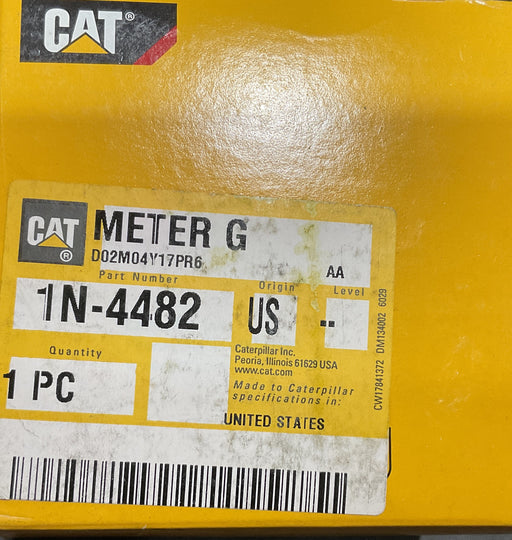 CAT®
CAT®
METER G
D02M04Y17PR6
AA
Part Number
Origin
Level
1N-4482
US
--
Quantity
1 PC
Caterpillar Inc.
Peoria, Illinois 61629 USA
www.cat.com
Made to Caterpillar
specifications in:
UNITED STATES
CW17841372 DM134002 6029